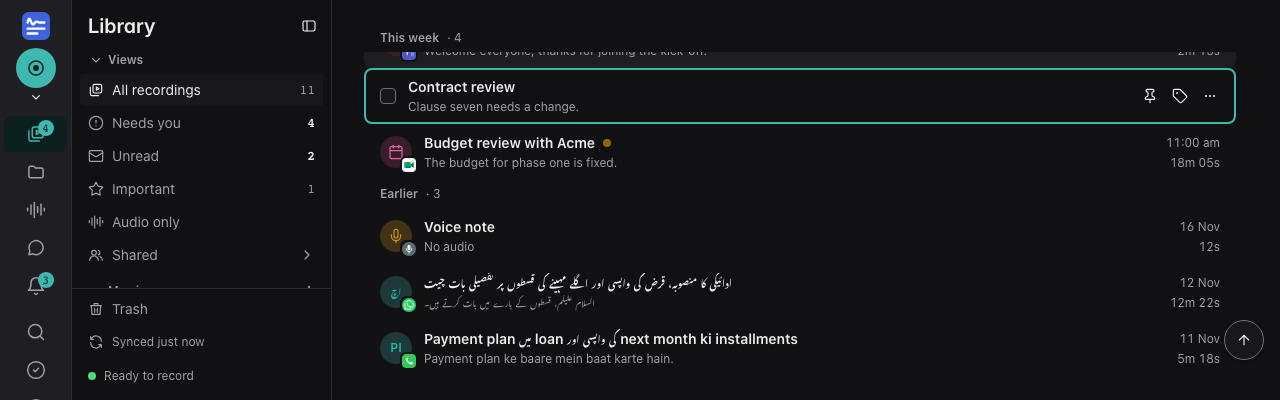 Library
Views
All recordings 11
Needs you 4
Unread 2
Important 1
Audio only
Shared
Trash
Synced just now
Ready to record
4
3
This week · 4
Welcome everyone, thanks for joining the kick-off. 2m 13s
Contract review
Clause seven needs a change.
Budget review with Acme 11:00 am
The budget for phase one is fixed. 18m 05s
Earlier · 3
Voice note 16 Nov
No audio 12s
اج
ادائیگی کا منصوبہ، قرض کی واپسی اور اگلے مہینے کی قسطوں پر تفصیلی بات چیت 12 Nov
السلام علیکم، قسطوں کے بارے میں بات کرتے ہیں۔ 12m 22s
PI
Payment plan میں loan کی واپسی اور next month ki installments 11 Nov
Payment plan ke baare mein baat karte hain. 5m 18s